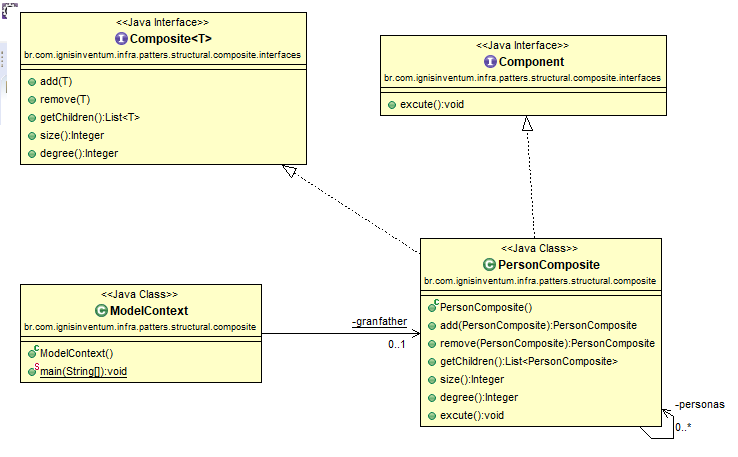 <<Java Interface>>
Composite<T>
br.com.ignisinventum.infra.patters.structural.composite.interfaces
add(T)
remove(T)
getChildren():List<T>
size():Integer
degree():Integer
<<Java Interface>>
Component
br.com.ignisinventum.infra.patters.structural.composite.interfaces
excute():void
<<Java Class>>
ModelContext
br.com.ignisinventum.infra.patters.structural.composite
ModelContext()
main(String[]):void
-granfather
0..1
<<Java Class>>
PersonComposite
br.com.ignisinventum.infra.patters.structural.composite
PersonComposite()
add(PersonComposite):PersonComposite
remove(PersonComposite):PersonComposite
getChildren():List<PersonComposite>
size():Integer
degree():Integer
excute():void
-personas
0..*